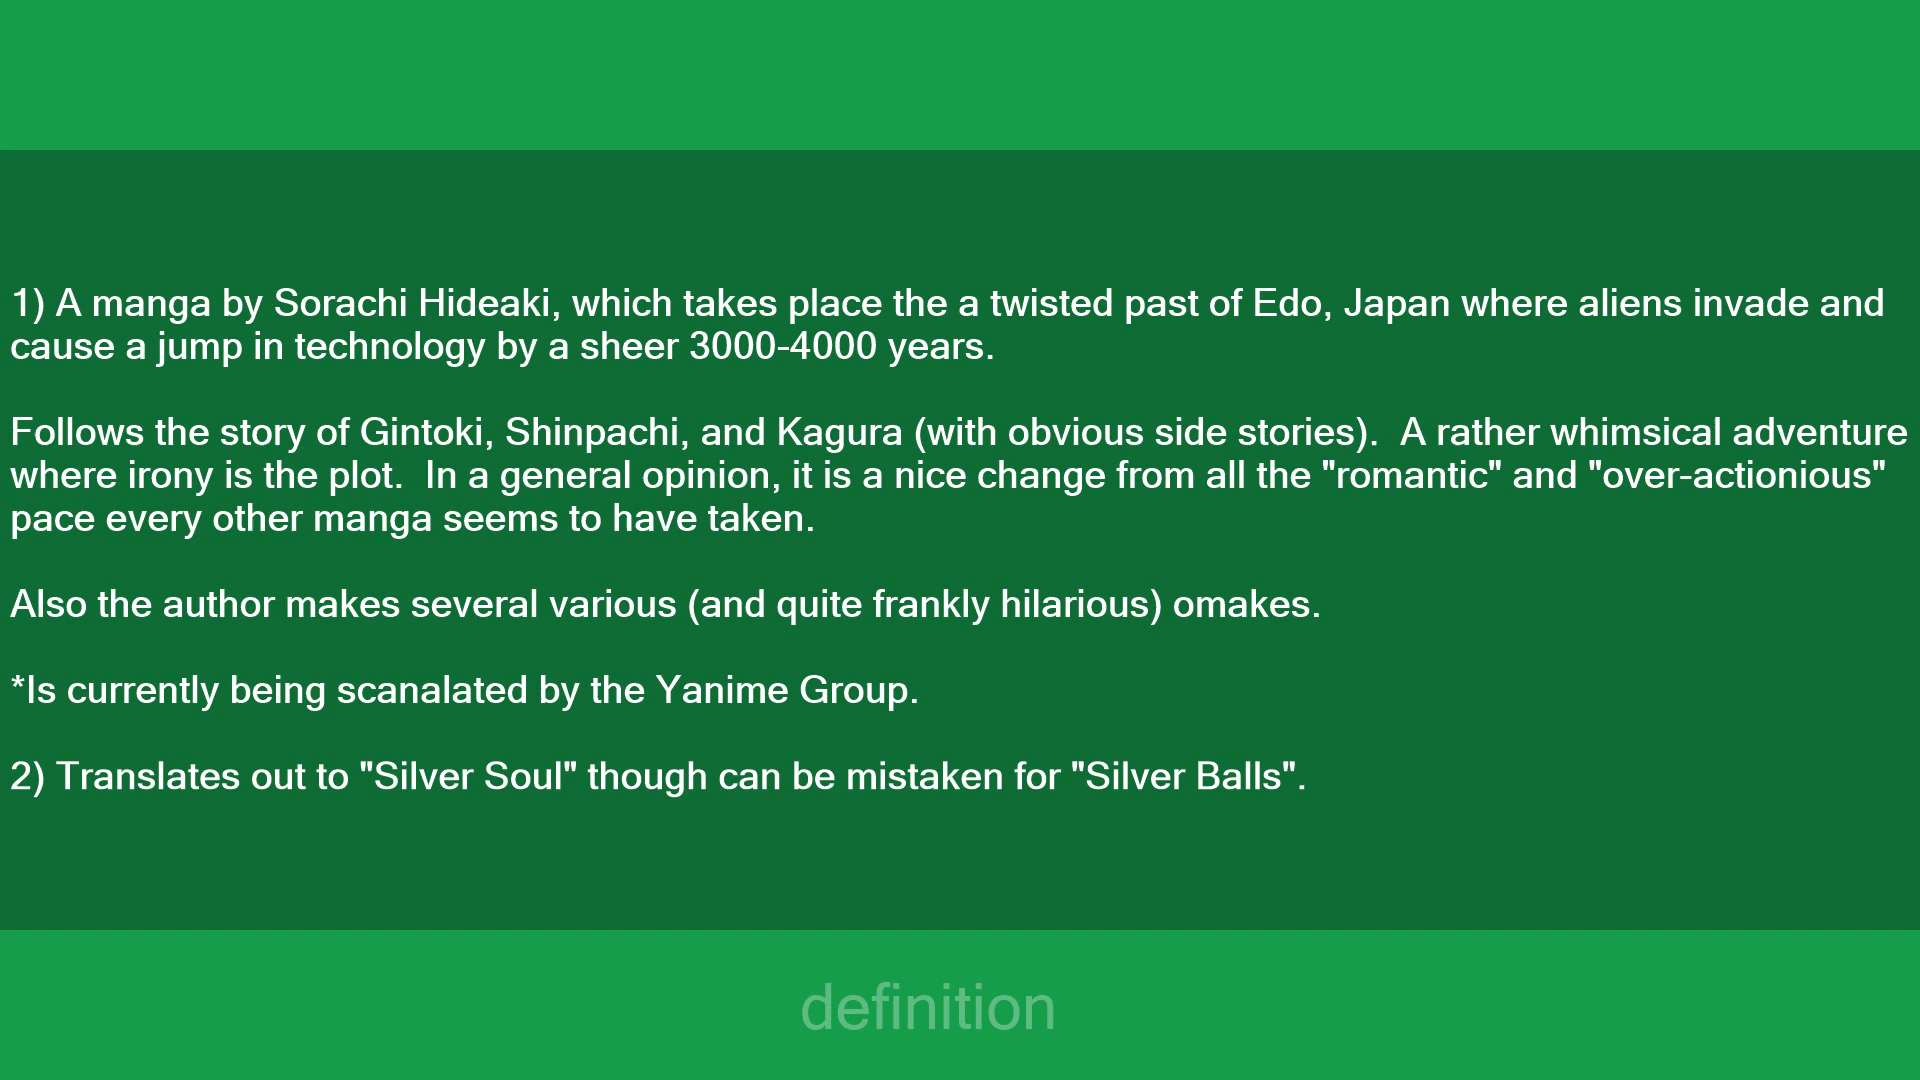 1) A manga by Sorachi Hideaki, which takes place the a twisted past of Edo, Japan where aliens invade and
cause a jump in technology by a sheer 3000-4000 years.
Follows the story of Gintoki, Shinpachi, and Kagura (with obvious side stories).  A rather whimsical adventure
where irony is the plot.  In a general opinion, it is a nice change from all the "romantic" and "over-actionious"
pace every other manga seems to have taken.
Also the author makes several various (and quite frankly hilarious) omakes.
*Is currently being scanalated by the Yanime Group.
2) Translates out to "Silver Soul" though can be mistaken for "Silver Balls".
definition